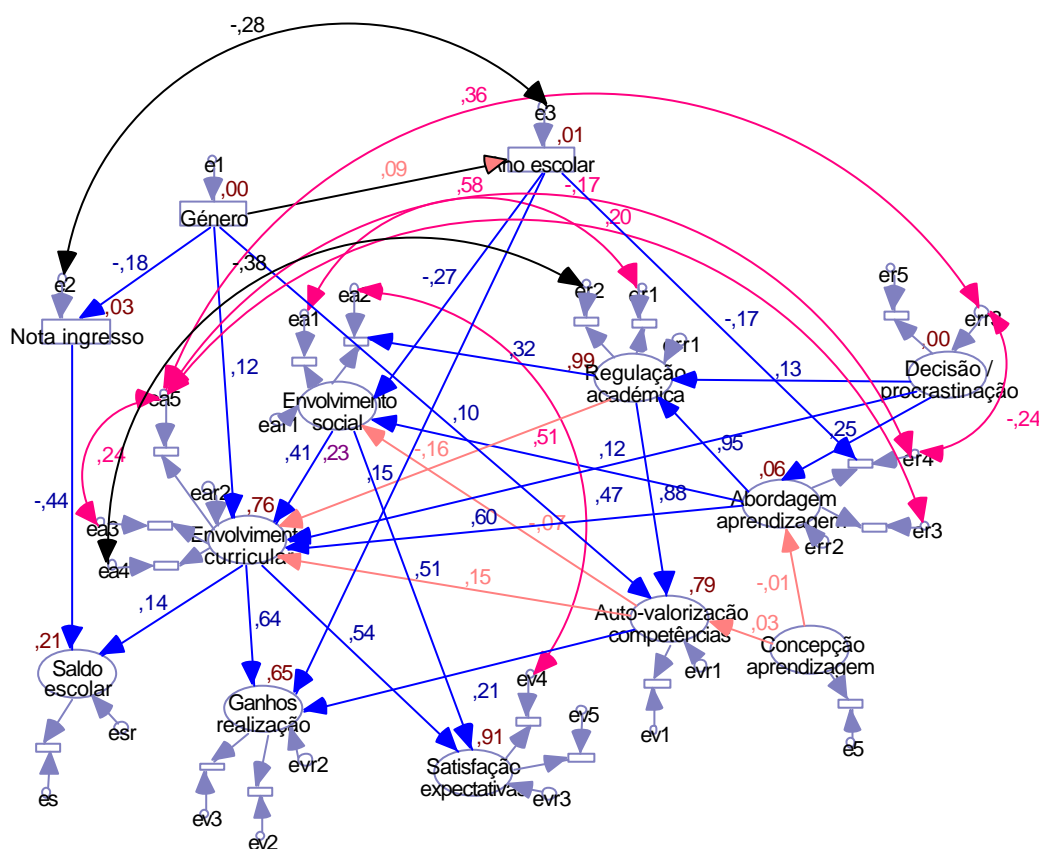 -,28
e3
,36
,01
Ano escolar
e1
,09
,58
-,17
,00
,20
Género
-,18
-,38
e2
-,27
er5
,03
ea2
er2
er1
err3
Nota ingresso
ea1
-,17
,00
err1
,32
,99
Decisão /
procrastinação
Regulação
académica
,12
,13
ea5
Envolvimento
social
ear1
,10
,25
-,24
,51
-,16
,24
,41
,23
,15
,12
,95
er4
,06
ear2
,76
-,44
,47
,88
Abordagem
aprendizagem
ea3
,60
-,07
er3
Envolvimento
curricular
err2
ea4
,51
,15
-,01
,14
,79
,64
Auto-valorização
competências
,03
,54
,21
Concepção
aprendizagem
Saldo
escolar
,65
evr1
ev4
,21
Ganhos
realização
ev5
esr
,91
ev1
e5
evr2
Satisfação
expectativas
es
evr3
ev3
ev2